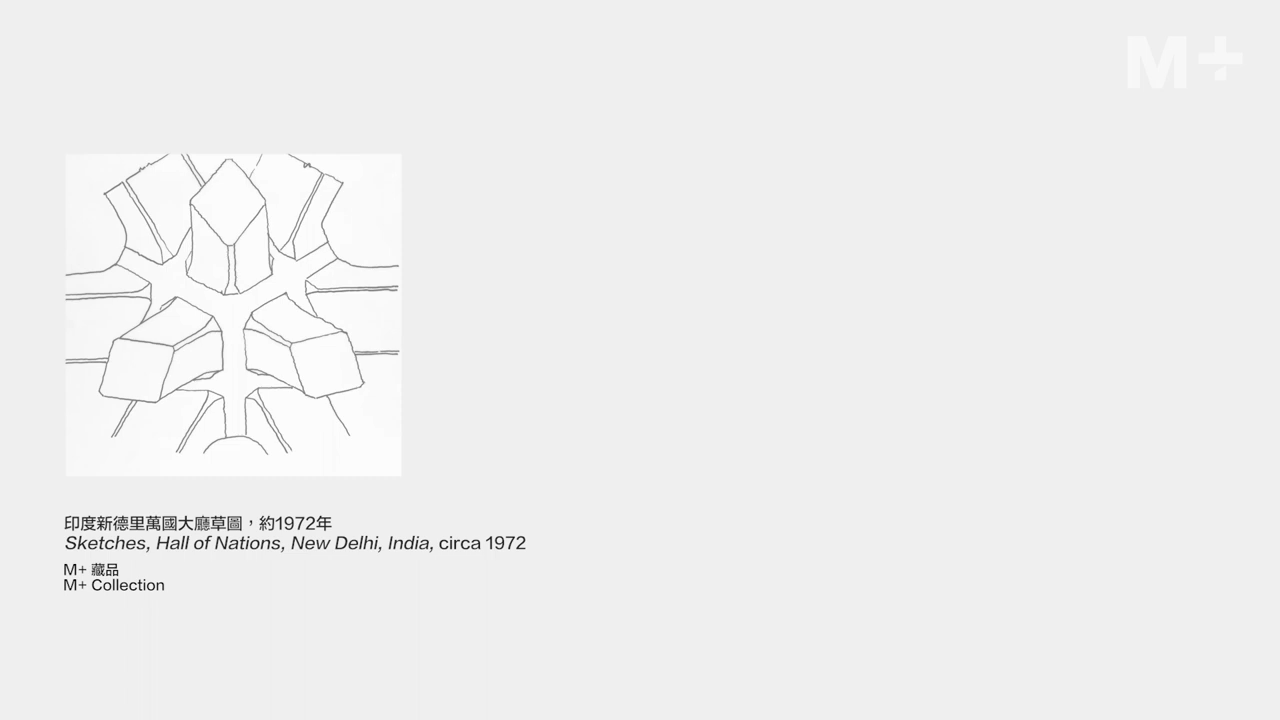 M+
印度新德里萬國大廳草圖，約1972年
Sketches, Hall of Nations, New Delhi, India, circa 1972
M+ 藏品
M+ Collection